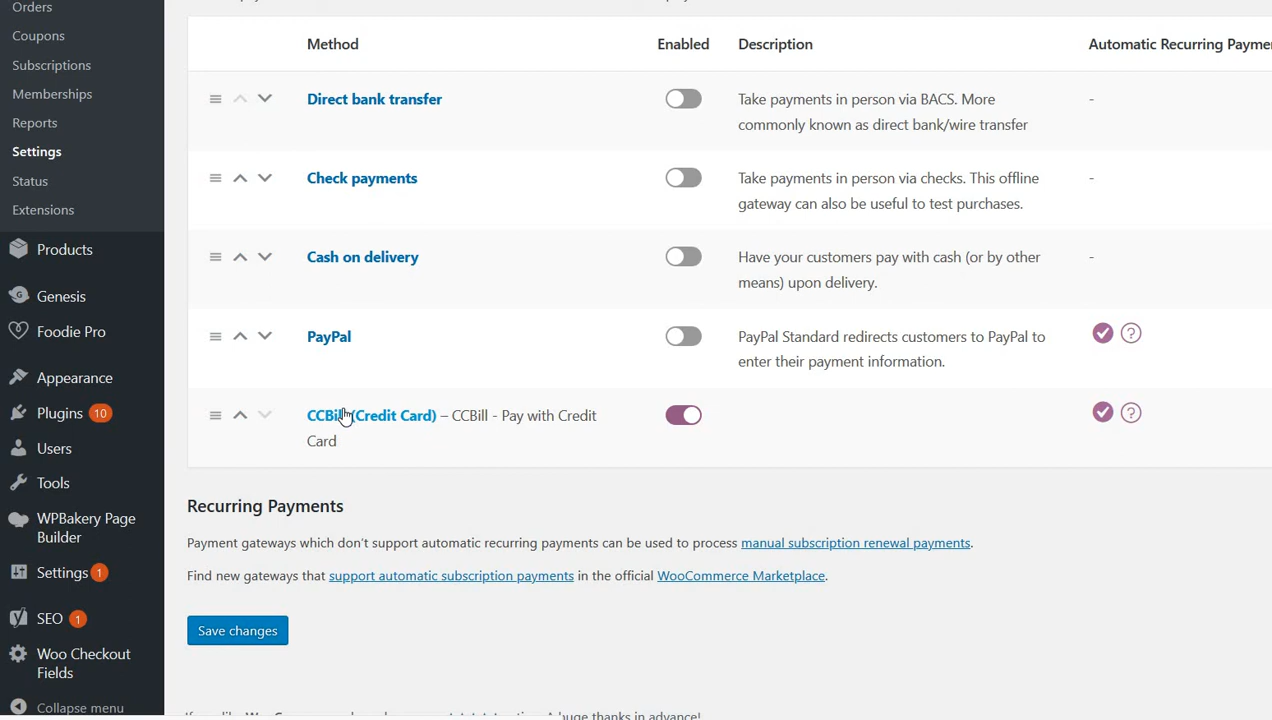 Orders
Coupons
Subscriptions
Memberships
Reports
Settings
Status
Extensions
Products
Genesis
Foodie Pro
Appearance
Plugins 10
Users
Tools
WPBakery Page
Builder
Settings 1
SEO 1
Woo Checkout
Fields
Collapse menu
Method Enabled Description Automatic Recurring
Direct bank transfer Take payments in person via BACS. More -
commonly known as direct bank/wire transfer
Check payments Take payments in person via checks. This offline -
gateway can also be useful to test purchases.
Cash on delivery Have your customers pay with cash (or by other -
means) upon delivery.
PayPal PayPal Standard redirects customers to PayPal to ?
enter their payment information.
CCBill (Credit Card) – CCBill - Pay with Credit ?
Card
Recurring Payments
Payment gateways which don't support automatic recurring payments can be used to process manual subscription renewal payments.
Find new gateways that support automatic subscription payments in the official WooCommerce Marketplace.
Save changes
huge thanks in advance!